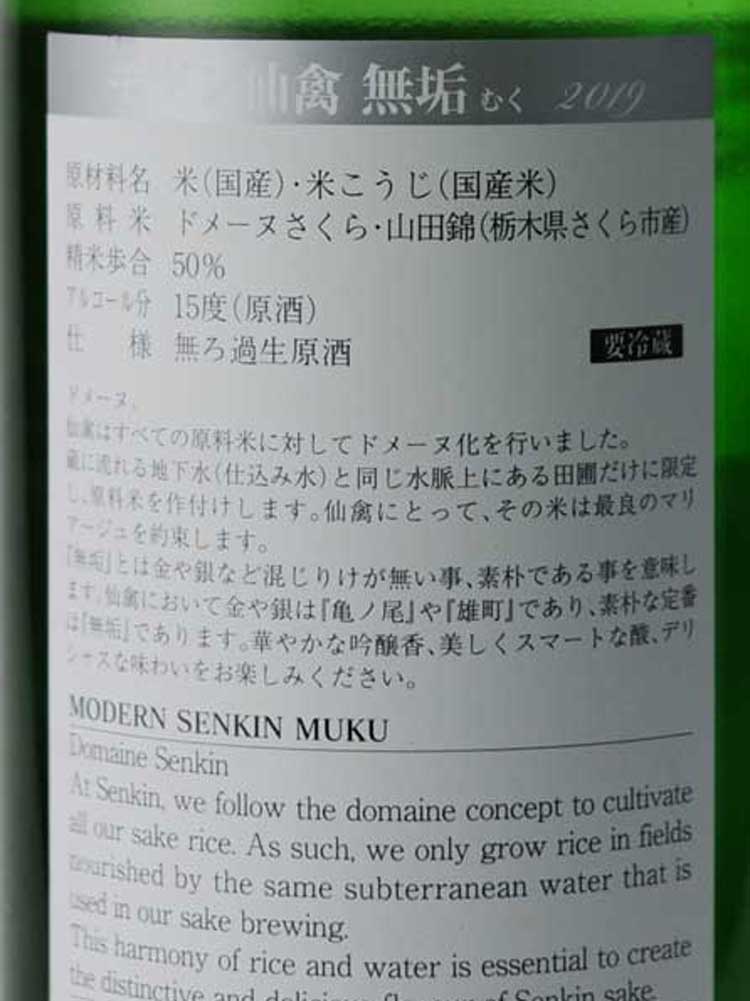 仙禽 無垢 むく 2019
原材料名 米(国産)・米こうじ(国産米)
原料米 ドメーヌさくら・山田錦(栃木県さくら市産)
精米歩合 50%
アルコール分 15度(原酒)
仕様 無ろ過生原酒
要冷蔵
ドメーヌ、
仙禽はすべての原料米に対してドメーヌ化を行いました。
蔵に流れる地下水(仕込み水)と同じ水脈上にある田圃だけに限定
し、原料米を作付けします。仙禽にとって、その米は最良のマリ
アージュを約束します。
『無垢』とは金や銀など混じりけが無い事、素朴である事を意味し
ます。仙禽において金や銀は『亀ノ尾』や『雄町』であり、素朴な定番
は『無垢』であります。華やかな吟醸香、美しくスマートな酸、デリ
シャスな味わいをお楽しみください。
MODERN SENKIN MUKU
Domaine Senkin
At Senkin, we follow the domaine concept to cultivate
all our sake rice. As such, we only grow rice in fields
nourished by the same subterranean water that is
used in our sake brewing.
This harmony of rice and water is essential to create
the distinctive and delicious flavour of Senkin sake.